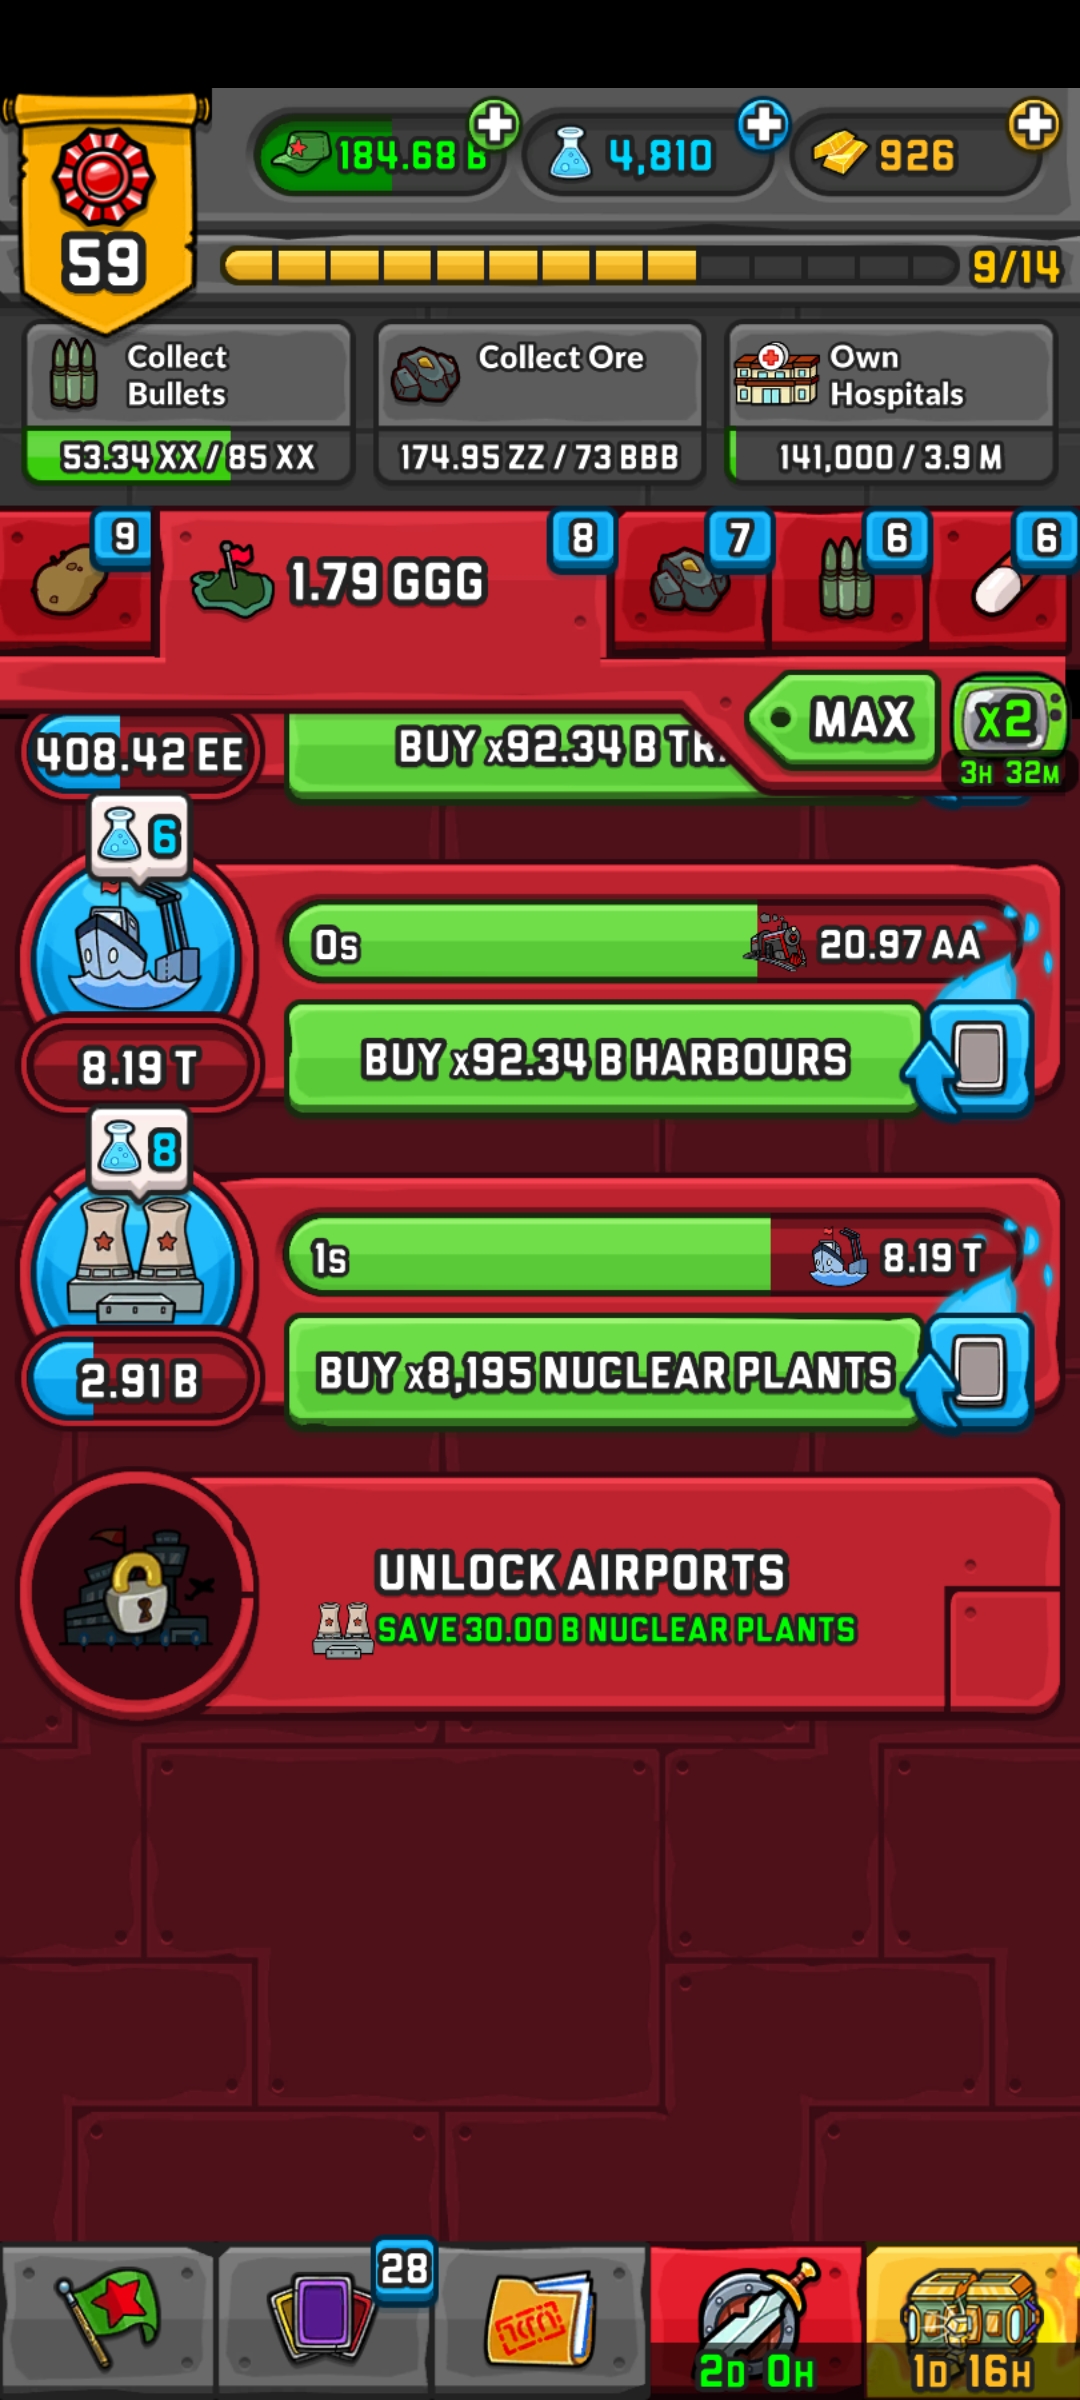 59
184.68 B
4,810
926
9/14
Collect
Bullets
53.34 XX / 85 XX
Collect Ore
174.95 ZZ / 73 BBB
Own
Hospitals
141,000 / 3.9 M
9
1.79 GGG
8
7
6
6
MAX
x2
3H 32M
408.42 EE
BUY x92.34 B TR
6
0s
20.97 AA
8.19 T
BUY x92.34 B HARBOURS
8
1s
8.19 T
2.91 B
BUY x8,195 NUCLEAR PLANTS
UNLOCK AIRPORTS
SAVE 30.00 B NUCLEAR PLANTS
28
2D 0H
1D 16H